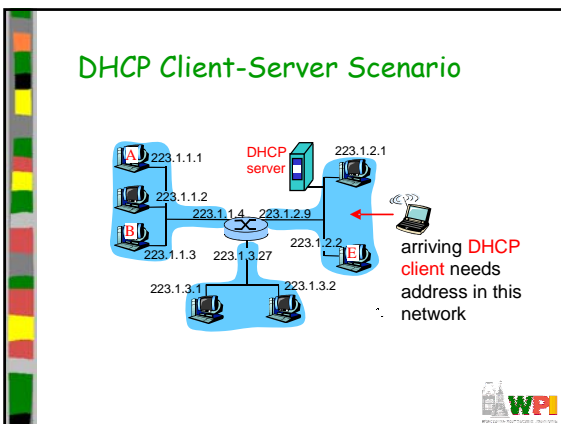 DHCP Client-Server Scenario
A
223.1.1.1
DHCP
server
223.1.2.1
223.1.1.2
223.1.1.4
223.1.2.9
B
223.1.1.3
223.1.3.27
223.1.2.2
E
arriving DHCP
client needs
address in this
network
223.1.3.1
223.1.3.2
WPI